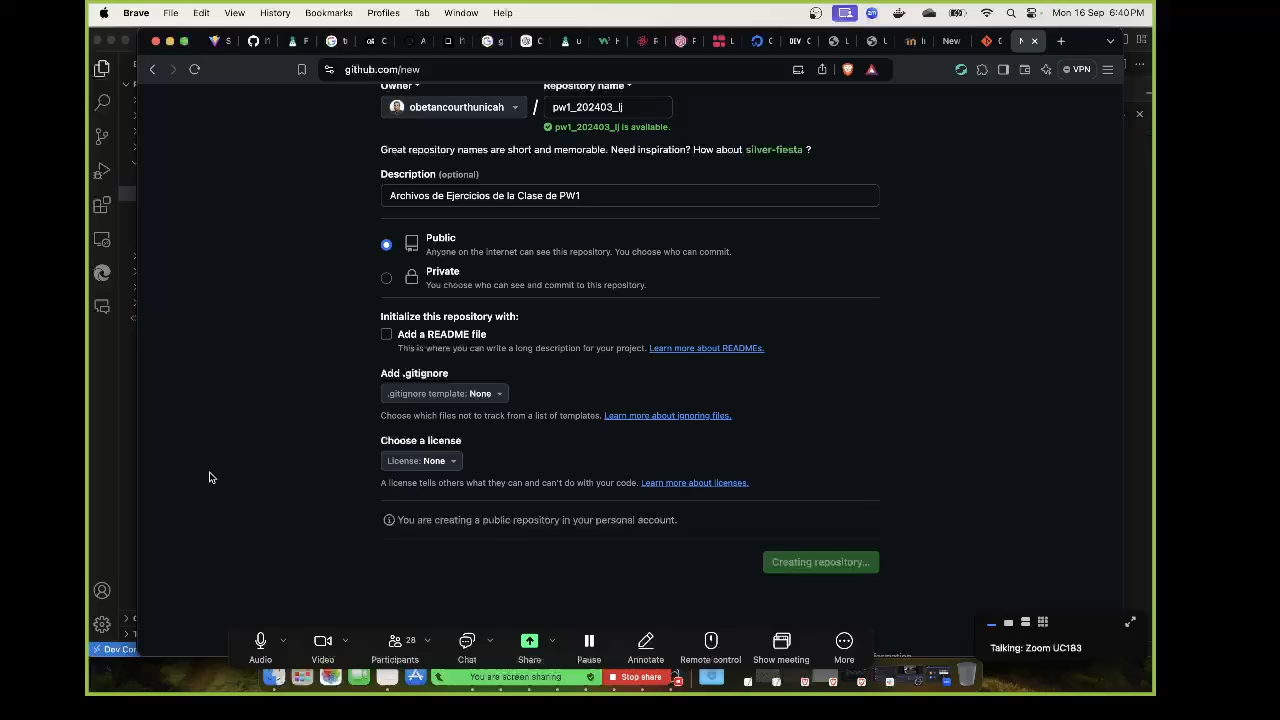 Brave File Edit View History Bookmarks Profiles Tab Window Help Mon 16 Sep 6:40 PM
New
github.com/new
VPN
Owner * Repository name *
obetancourthunicah / pw1_202403_lj
pw1_202403_lj is available.
Great repository names are short and memorable. Need inspiration? How about silver-fiesta ?
Description (optional)
Archivos de Ejercicios de la Clase de PW1
Public
Anyone on the internet can see this repository. You choose who can commit.
Private
You choose who can see and commit to this repository.
Initialize this repository with:
Add a README file
This is where you can write a long description for your project. Learn more about READMEs.
Add .gitignore
.gitignore template: None
Choose which files not to track from a list of templates. Learn more about ignoring files.
Choose a license
License: None
A license tells others what they can and can't do with your code. Learn more about licenses.
You are creating a public repository in your personal account.
Creating repository...
28
Audio Video Participants Chat Share Pause Annotate Remote control Show meeting More
Talking: Zoom UC183
Dev Con
You are screen sharing Stop share